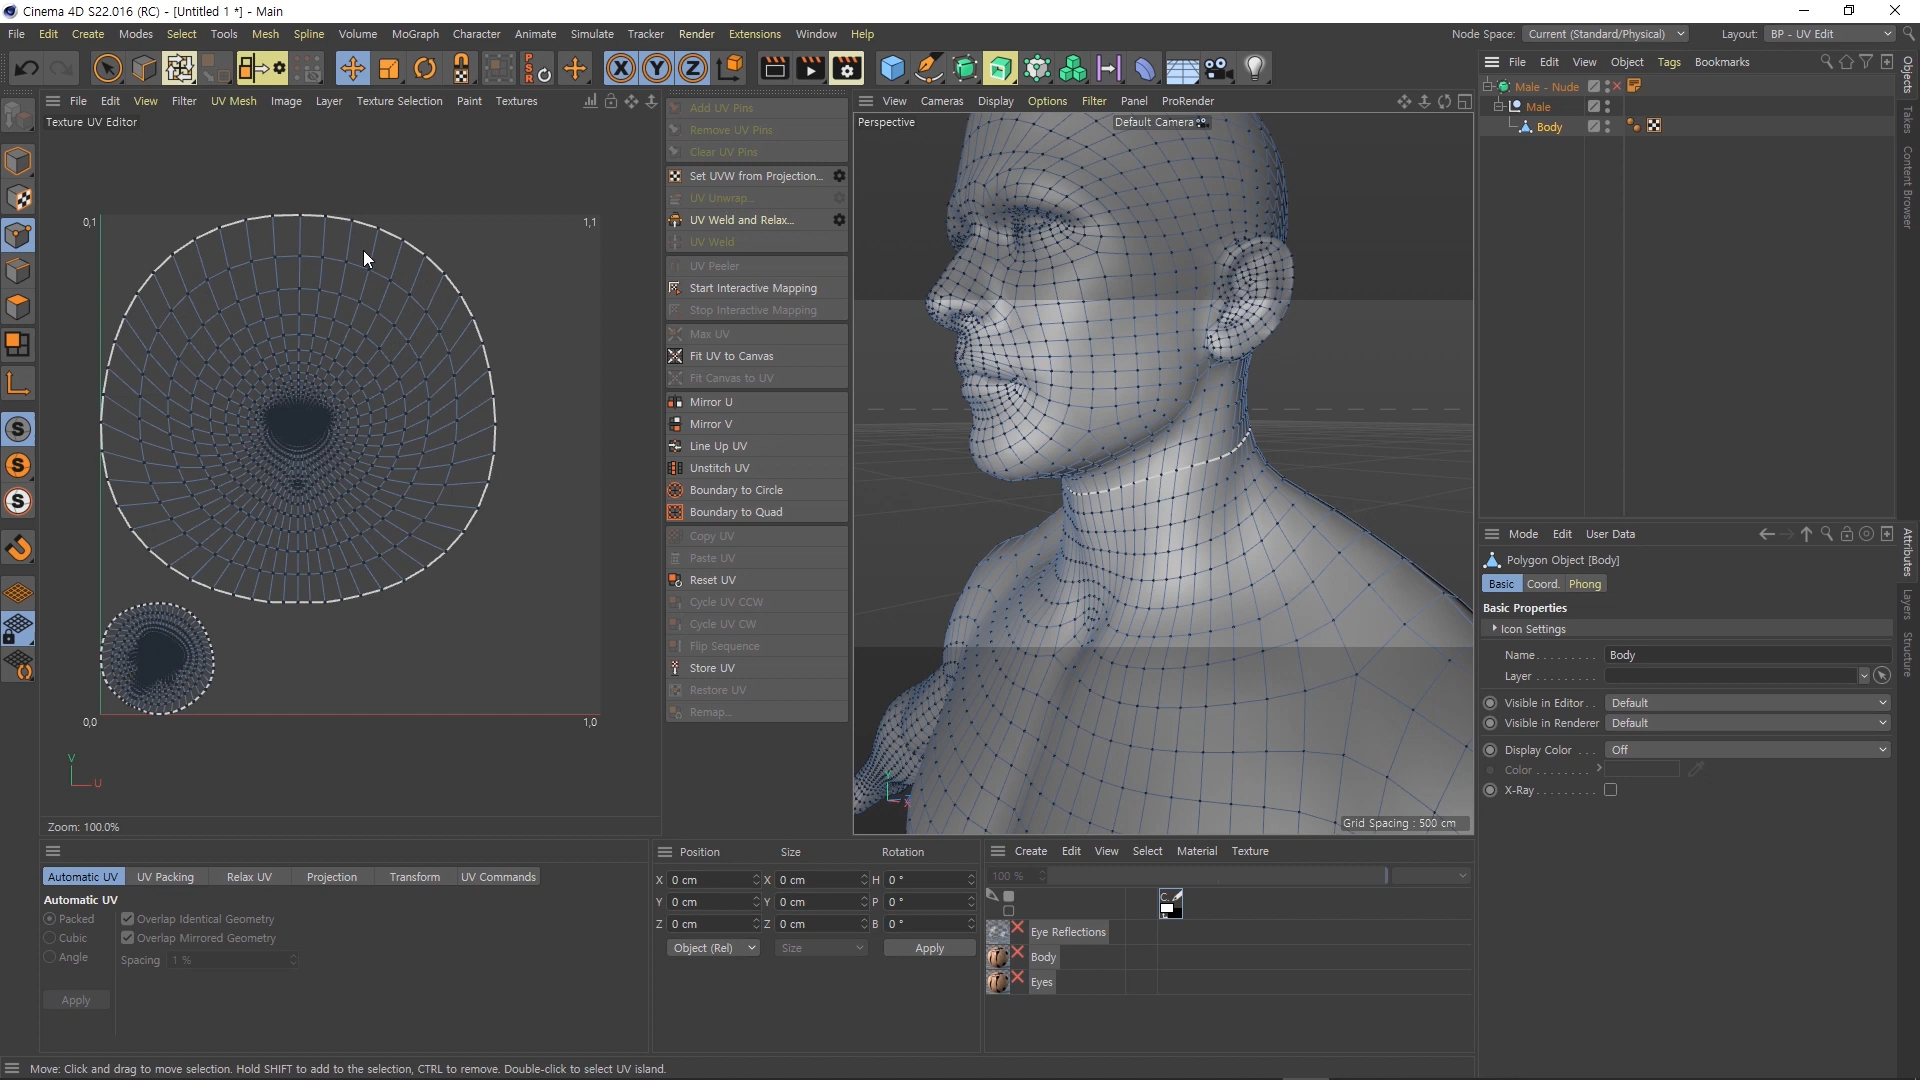 Cinema 4D S22.016 (RC) - [Untitled 1 *] - Main
File Edit Create Modes Select Tools Mesh Spline Volume MoGraph Character Animate Simulate Tracker Render Extensions Window Help
Node Space: Current (Standard/Physical) Layout: BP - UV Edit
File Edit View Filter UV Mesh Image Layer Texture Selection Paint Textures
Texture UV Editor
0,1
1,1
0,0
1,0
V
U
Zoom: 100.0%
Add UV Pins
Remove UV Pins
Clear UV Pins
Set UVW from Projection...
UV Unwrap...
UV Weld and Relax...
UV Weld
UV Peeler
Start Interactive Mapping
Stop Interactive Mapping
Max UV
Fit UV to Canvas
Fit Canvas to UV
Mirror U
Mirror V
Line Up UV
Unstitch UV
Boundary to Circle
Boundary to Quad
Copy UV
Paste UV
Reset UV
Cycle UV CCW
Cycle UV CW
Flip Sequence
Store UV
Restore UV
Remap...
View Cameras Display Options Filter Panel ProRender
Perspective
Default Camera
Y
X
Grid Spacing : 500 cm
File Edit View Object Tags Bookmarks
Male - Nude
Male
Body
Objects
Takes
Content Browser
Mode Edit User Data
Polygon Object [Body]
Basic Coord. Phong
Basic Properties
Icon Settings
Name. . . . . . . . . Body
Layer . . . . . . . . .
Visible in Editor. . Default
Visible in Renderer Default
Display Color . . . Off
Color . . . . . . . .
X-Ray. . . . . . . . .
Attributes
Layers
Structure
Automatic UV UV Packing Relax UV Projection Transform UV Commands
Automatic UV
Packed
Cubic
Angle
Overlap Identical Geometry
Overlap Mirrored Geometry
Spacing 1 %
Apply
Position Size Rotation
X 0 cm X 0 cm H 0 °
Y 0 cm Y 0 cm P 0 °
Z 0 cm Z 0 cm B 0 °
Object (Rel) Size Apply
Create Edit View Select Material Texture
100 %
C.
Eye Reflections
Body
Eyes
Move: Click and drag to move selection. Hold SHIFT to add to the selection, CTRL to remove. Double-click to select UV island.